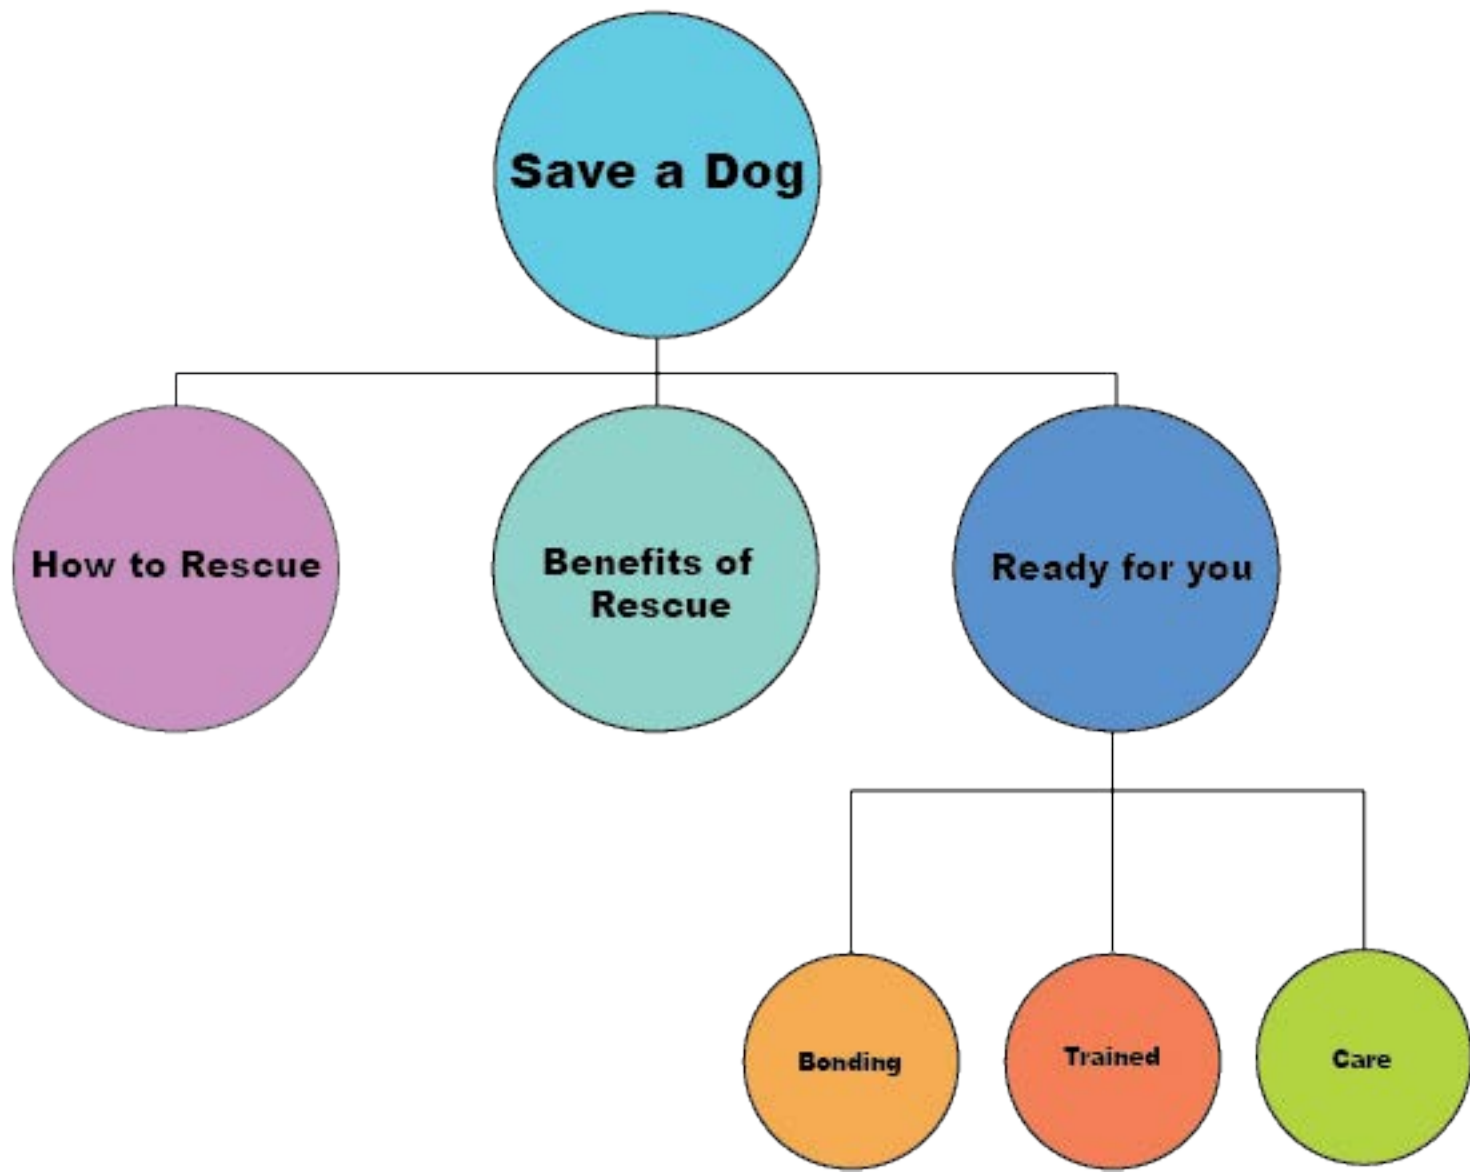 Save a Dog
How to Rescue
Benefits of
Rescue
Ready for you
Bonding
Trained
Care